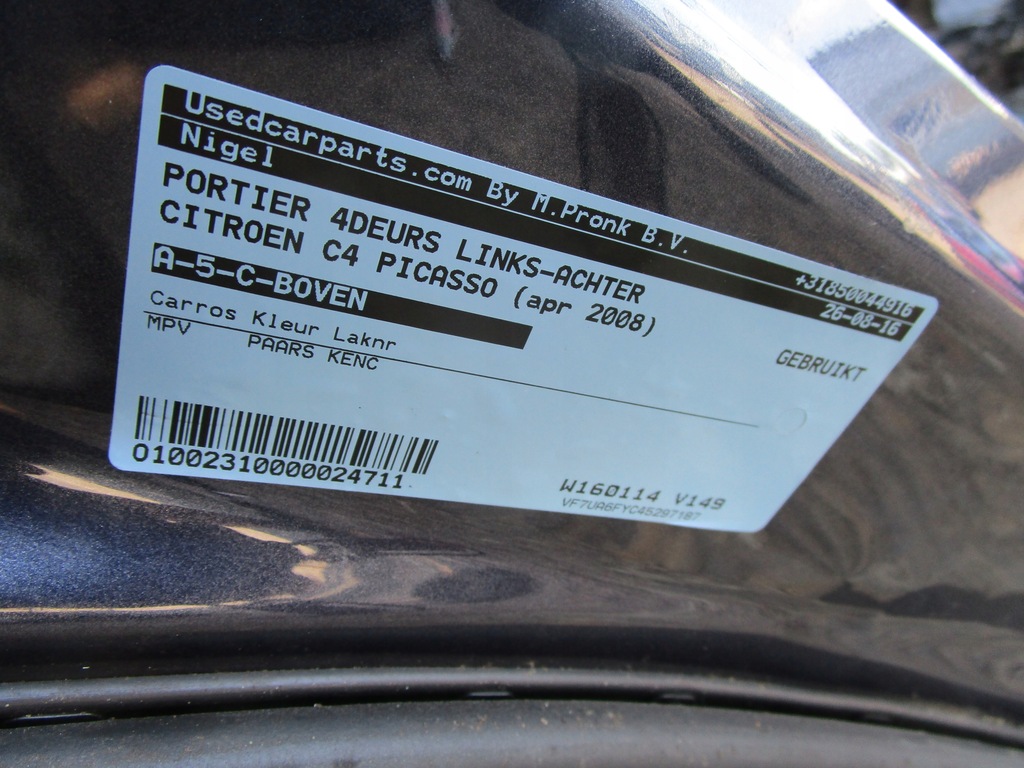 Usedcarparts.com By M.Pronk B.V. +31850044916
Nigel 26-08-16
PORTIER 4DEURS LINKS-ACHTER
CITROEN C4 PICASSO (apr 2008)
GEBRUIKT
A-5-C-BOVEN
Carros Kleur Laknr
MPV PAARS KENC
01002310000024711
W160114 V149
VF7UA6FYC45297187